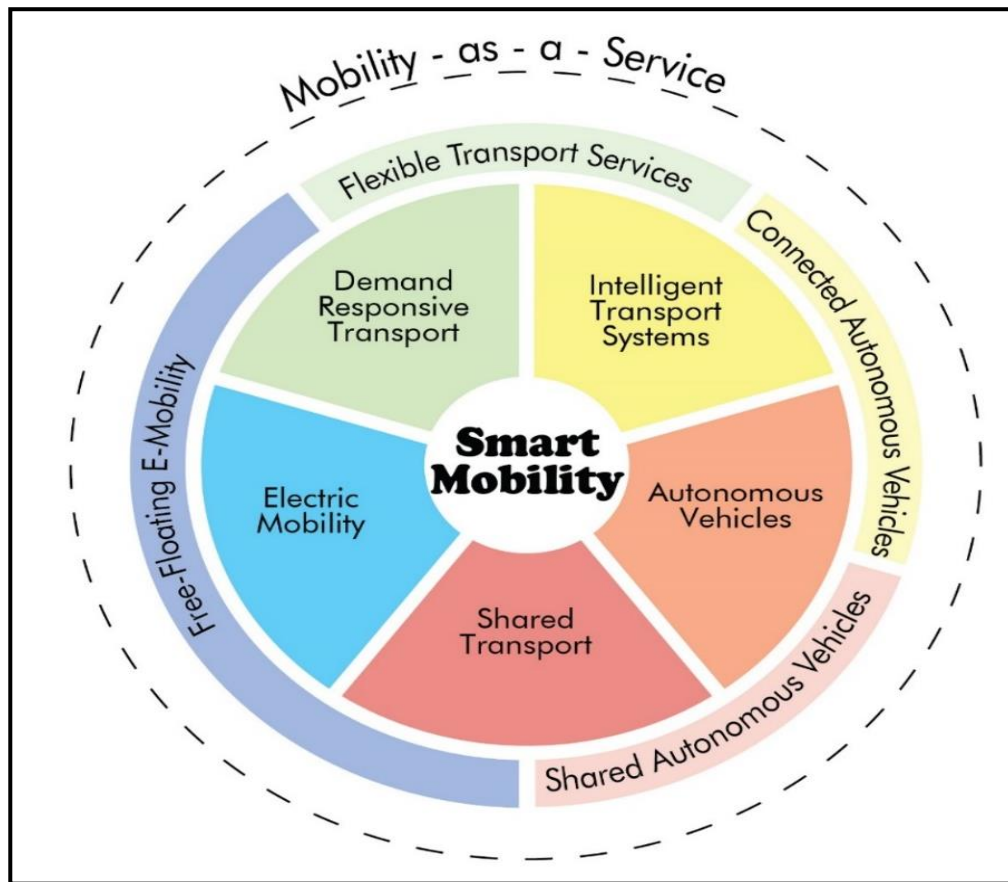 Mobility - as - a - Service
Flexible Transport Services
Connected Autonomous Vehicles
Shared Autonomous Vehicles
Free-Floating E-Mobility
Demand
Responsive
Transport
Intelligent
Transport
Systems
Electric
Mobility
Smart
Mobility
Autonomous
Vehicles
Shared
Transport